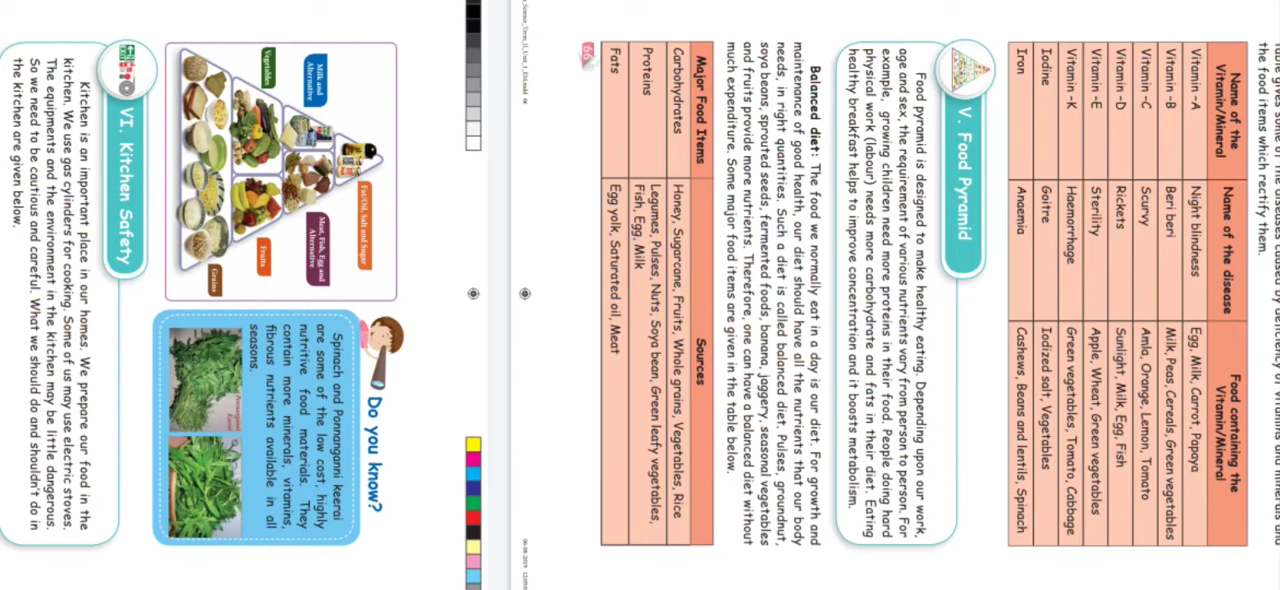 the food items which rectify them.
Name of the Vitamin/Mineral Name of the disease Food containing the Vitamin/Mineral
Vitamin -A Night blindness Egg, Milk, Carrot, Papaya
Vitamin -B Beri beri Milk, Peas, Cereals, Green vegetables
Vitamin -C Scurvy Amla, Orange, Lemon, Tomato
Vitamin -D Rickets Sunlight, Milk, Egg, Fish
Vitamin -E Sterility Apple, Wheat, Green vegetables
Vitamin -K Haemorrhage Green vegetables, Tomato, Cabbage
Iodine Goitre Iodized salt, Vegetables
Iron Anaemia Cashews, Beans and lentils, Spinach
V. Food Pyramid
Food pyramid is designed to make healthy eating. Depending upon our work,
age and sex, the requirement of various nutrients vary from person to person. For
example, growing children need more proteins in their food. People doing hard
physical work (labour) needs more carbohydrate and fats in their diet. Eating
healthy breakfast helps to improve concentration and it boosts metabolism.
Balanced diet: The food we normally eat in a day is our diet. For growth and
maintenance of good health, our diet should have all the nutrients that our body
needs, in right quantities. Such a diet is called balanced diet. Pulses, groundnut,
soya beans, sprouted seeds, fermented foods, banana, jaggery, seasonal vegetables
and fruits provide more nutrients. Therefore, one can have a balanced diet without
much expenditure. Some major food items are given in the table below.
Major Food Items Sources
Carbohydrates Honey, Sugarcane, Fruits, Whole grains, Vegetables, Rice
Proteins Legumes, Pulses, Nuts, Soya bean, Green leafy vegetables,
Fish, Egg, Milk
Fats Egg yolk, Saturated oil, Meat
66
Fat/Oil, Salt and Sugar
Milk and
Alternative
Meat, Fish, Egg and
Alternative
Vegetables
Fruits
Grains
Do you know?
Spinach and Ponnanganni keerai
are some of the low cost, highly
nutritive food materials. They
contain more minerals, vitamins,
fibrous nutrients available in all
seasons.
VI. Kitchen Safety
EXIT
Kitchen is an important place in our homes. We prepare our food in the
kitchen. We use gas cylinders for cooking. Some of us may use electric stoves.
The equipments and the environment in the kitchen may be little dangerous.
So we need to be cautious and careful. What we should do and shouldn't do in
the kitchen are given below.